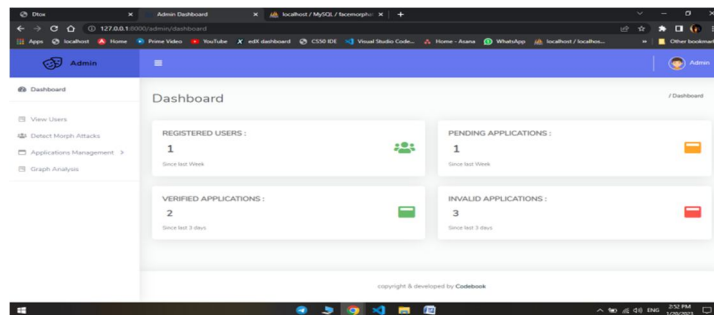 Dtox
Admin Dashboard
localhost / MySQL / facemorph
127.0.0.1:8000/admin/dashboard
Apps
localhost
Home
Prime Video
YouTube
edX dashboard
CS50 IDE
Visual Studio Code...
Home - Asana
WhatsApp
localhost / localhos...
Other bookmar
Admin
Admin
Dashboard
View Users
Detect Morph Attacks
Applications Management >
Graph Analysis
Dashboard
/ Dashboard
REGISTERED USERS :
1
Since last Week
PENDING APPLICATIONS :
1
Since last Week
VERIFIED APPLICATIONS :
2
Since last 3 days
INVALID APPLICATIONS :
3
Since last 3 days
copyright & developed by Codebook
ENG
2:52 PM